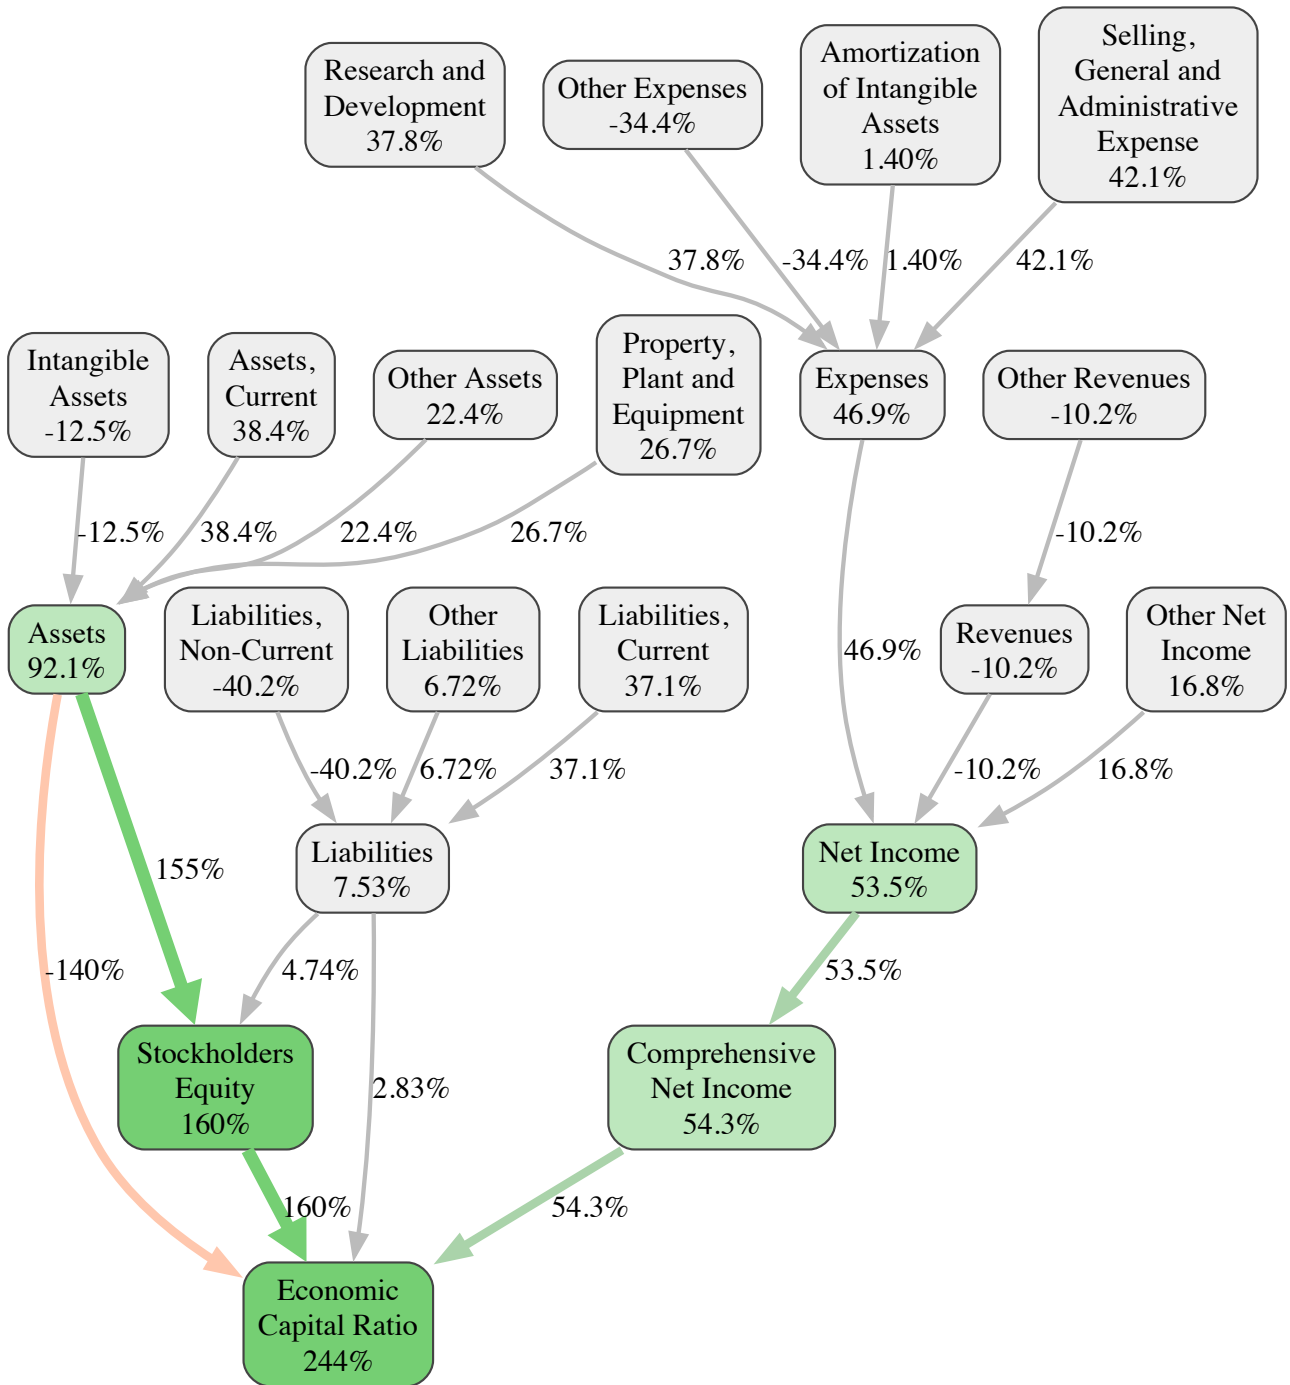 Research and
Development
37.8%
Other Expenses
-34.4%
Amortization
of Intangible
Assets
1.40%
Selling,
General and
Administrative
Expense
42.1%
37.8%
-34.4%
1.40%
42.1%
Intangible
Assets
-12.5%
Assets,
Current
38.4%
Other Assets
22.4%
Property,
Plant and
Equipment
26.7%
Expenses
46.9%
Other Revenues
-10.2%
-12.5%
38.4%
22.4%
26.7%
-10.2%
Assets
92.1%
Liabilities,
Non-Current
-40.2%
Other
Liabilities
6.72%
Liabilities,
Current
37.1%
46.9%
Revenues
-10.2%
Other Net
Income
16.8%
-40.2%
6.72%
37.1%
-10.2%
16.8%
155%
Liabilities
7.53%
Net Income
53.5%
-140%
4.74%
53.5%
Stockholders
Equity
160%
2.83%
Comprehensive
Net Income
54.3%
160%
54.3%
Economic
Capital Ratio
244%